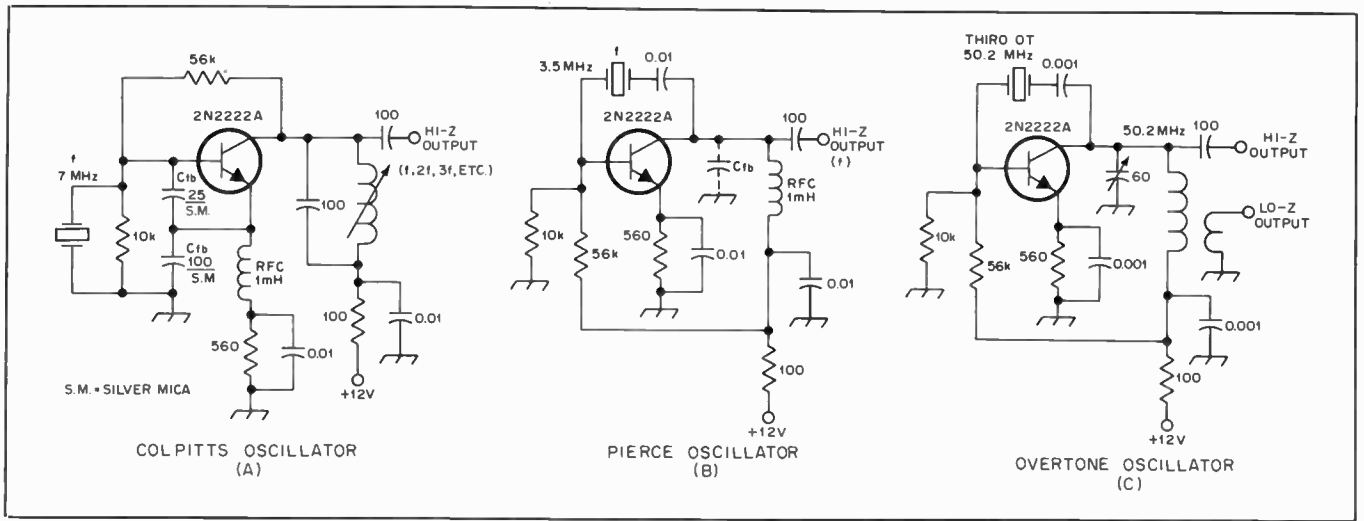 56k
2N2222A
100
HI-Z
OUTPUT
(f, 2f, 3f, ETC.)
f
7 MHz
Cfb
25
S.M.
10k
Cfb
100
S.M
RFC
1mH
100
100
0.01
560
0.01
+12V
S.M. = SILVER MICA
COLPITTS OSCILLATOR
(A)
f
3.5 MHz
0.01
2N2222A
100
HI-Z
OUTPUT
(f)
Cfb
RFC
1mH
10k
56k
560
0.01
0.01
100
+12V
PIERCE OSCILLATOR
(B)
THIRO OT
50.2 MHz
0.001
2N2222A
50.2MHz
100
HI-Z
OUTPUT
60
LO-Z
OUTPUT
10k
56k
560
0.001
0.001
100
+12V
OVERTONE OSCILLATOR
(C)